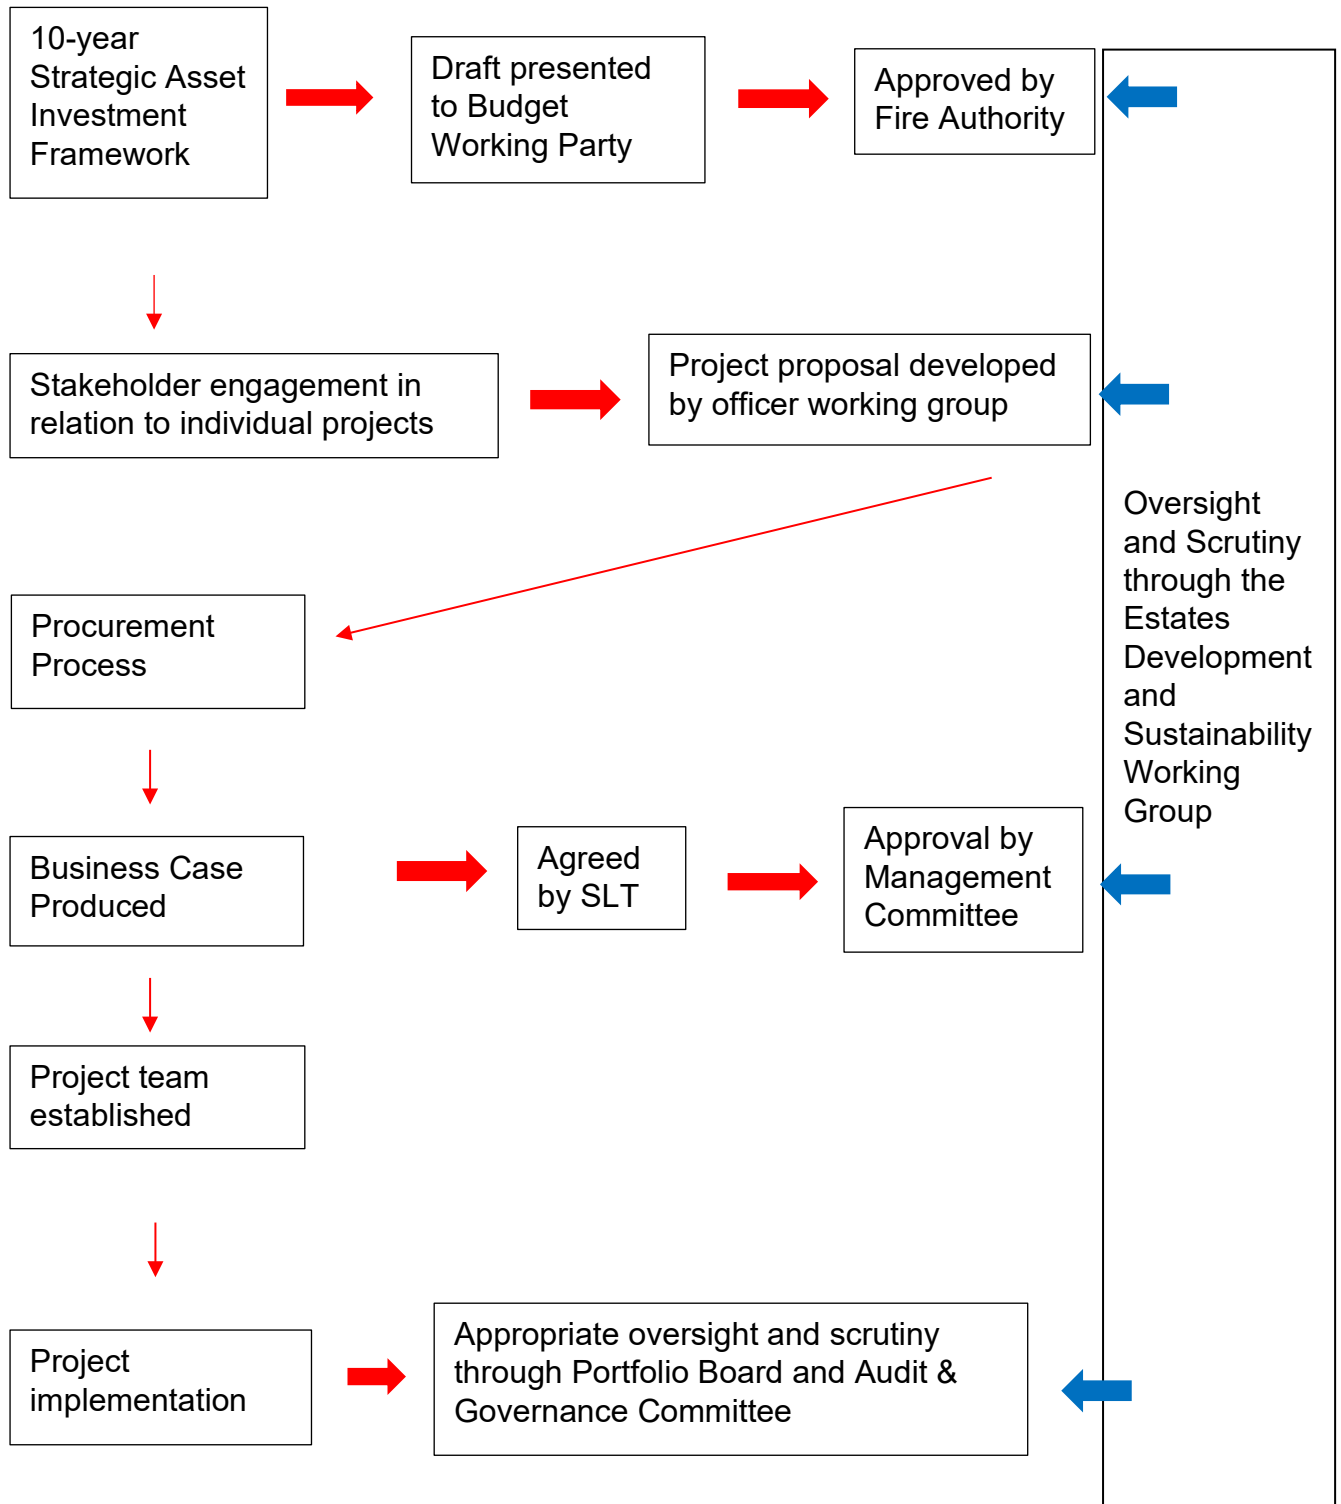 10-year
Strategic Asset
Investment
Framework
Draft presented
to Budget
Working Party
Approved by
Fire Authority
Stakeholder engagement in
relation to individual projects
Project proposal developed
by officer working group
Oversight
and Scrutiny
through the
Estates
Development
and
Sustainability
Working
Group
Procurement
Process
Business Case
Produced
Agreed
by SLT
Approval by
Management
Committee
Project team
established
Project
implementation
Appropriate oversight and scrutiny
through Portfolio Board and Audit &
Governance Committee